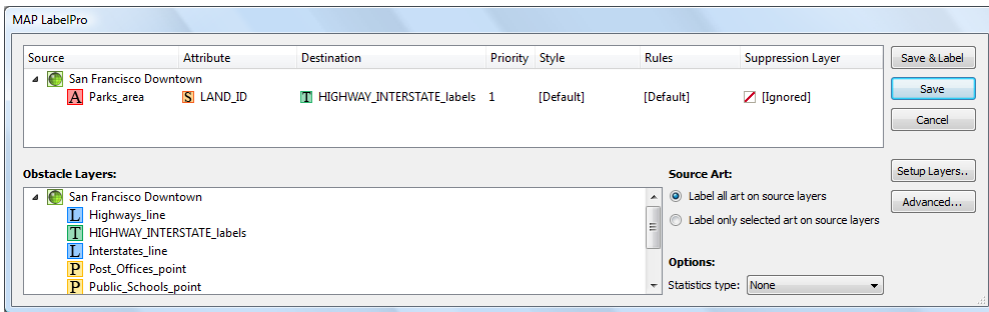 MAP LabelPro
Source Attribute Destination Priority Style Rules Suppression Layer
San Francisco Downtown
A Parks_area S LAND_ID T HIGHWAY_INTERSTATE_labels 1 [Default] [Default] [Ignored]
Save & Label
Save
Cancel
Setup Layers..
Advanced...
Obstacle Layers:
San Francisco Downtown
L Highways_line
T HIGHWAY_INTERSTATE_labels
L Interstates_line
P Post_Offices_point
P Public_Schools_point
Source Art:
Label all art on source layers
Label only selected art on source layers
Options:
Statistics type: None